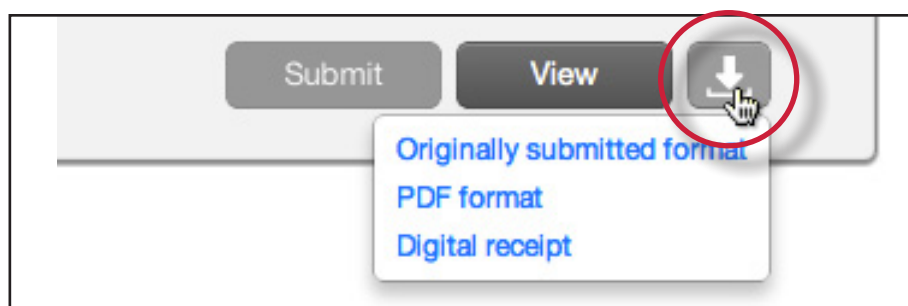 Submit View
Originally submitted format
PDF format
Digital receipt